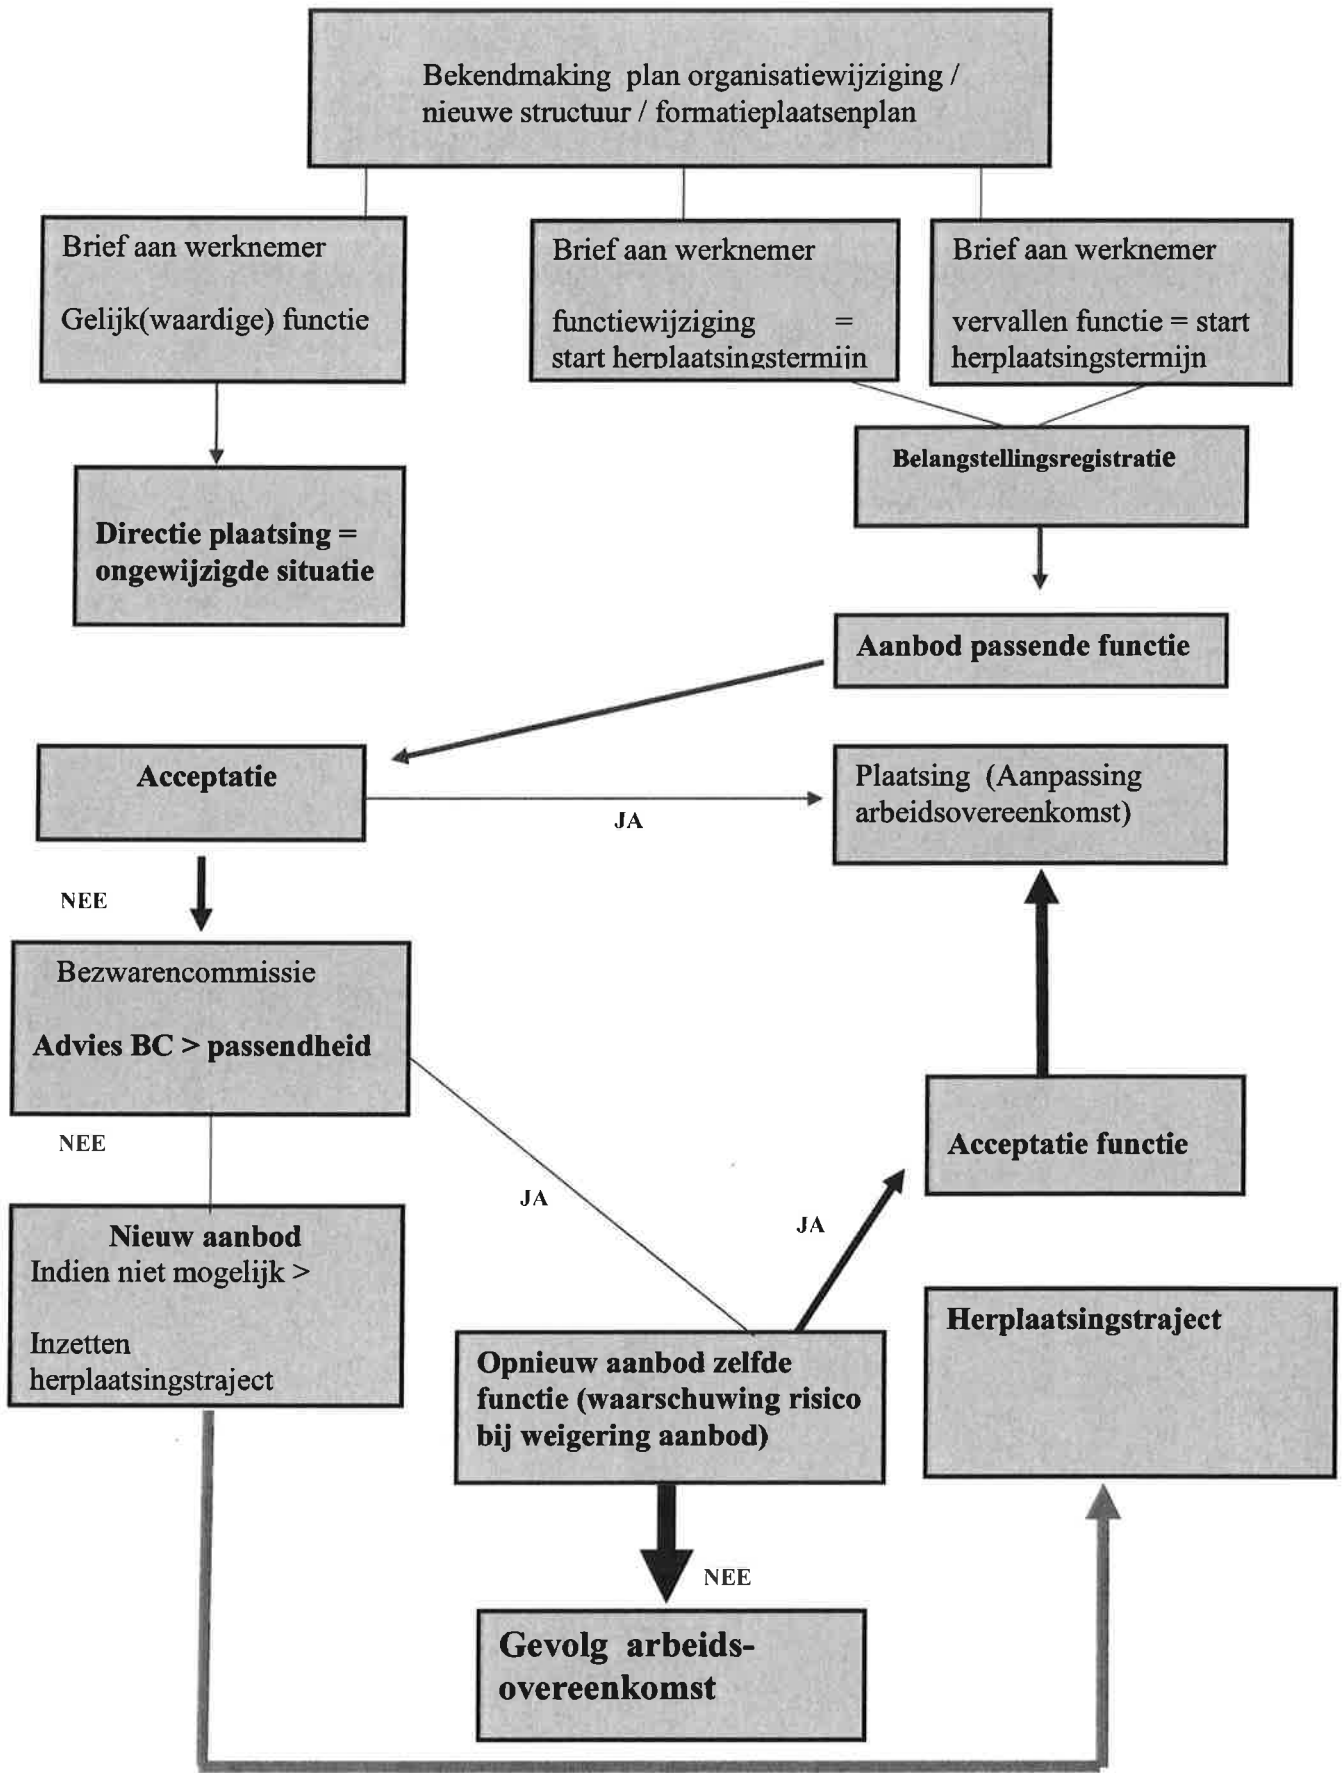 Bekendmaking plan organisatiewijziging /
nieuwe structuur / formatieplaatsenplan
Brief aan werknemer
Gelijk(waardige) functie
Brief aan werknemer
functiewijziging =
start herplaatsingstermijn
Brief aan werknemer
vervallen functie = start
herplaatsingstermijn
Belangstellingsregistratie
Directie plaatsing =
ongewijzigde situatie
Aanbod passende functie
Acceptatie
JA
Plaatsing (Aanpassing
arbeidsovereenkomst)
NEE
Bezwarencommissie
Advies BC > passendheid
NEE
JA
Acceptatie functie
JA
Nieuw aanbod
Indien niet mogelijk >
Inzetten
herplaatsingstraject
Opnieuw aanbod zelfde
functie (waarschuwing risico
bij weigering aanbod)
Herplaatsingstraject
NEE
Gevolg arbeids-
overeenkomst